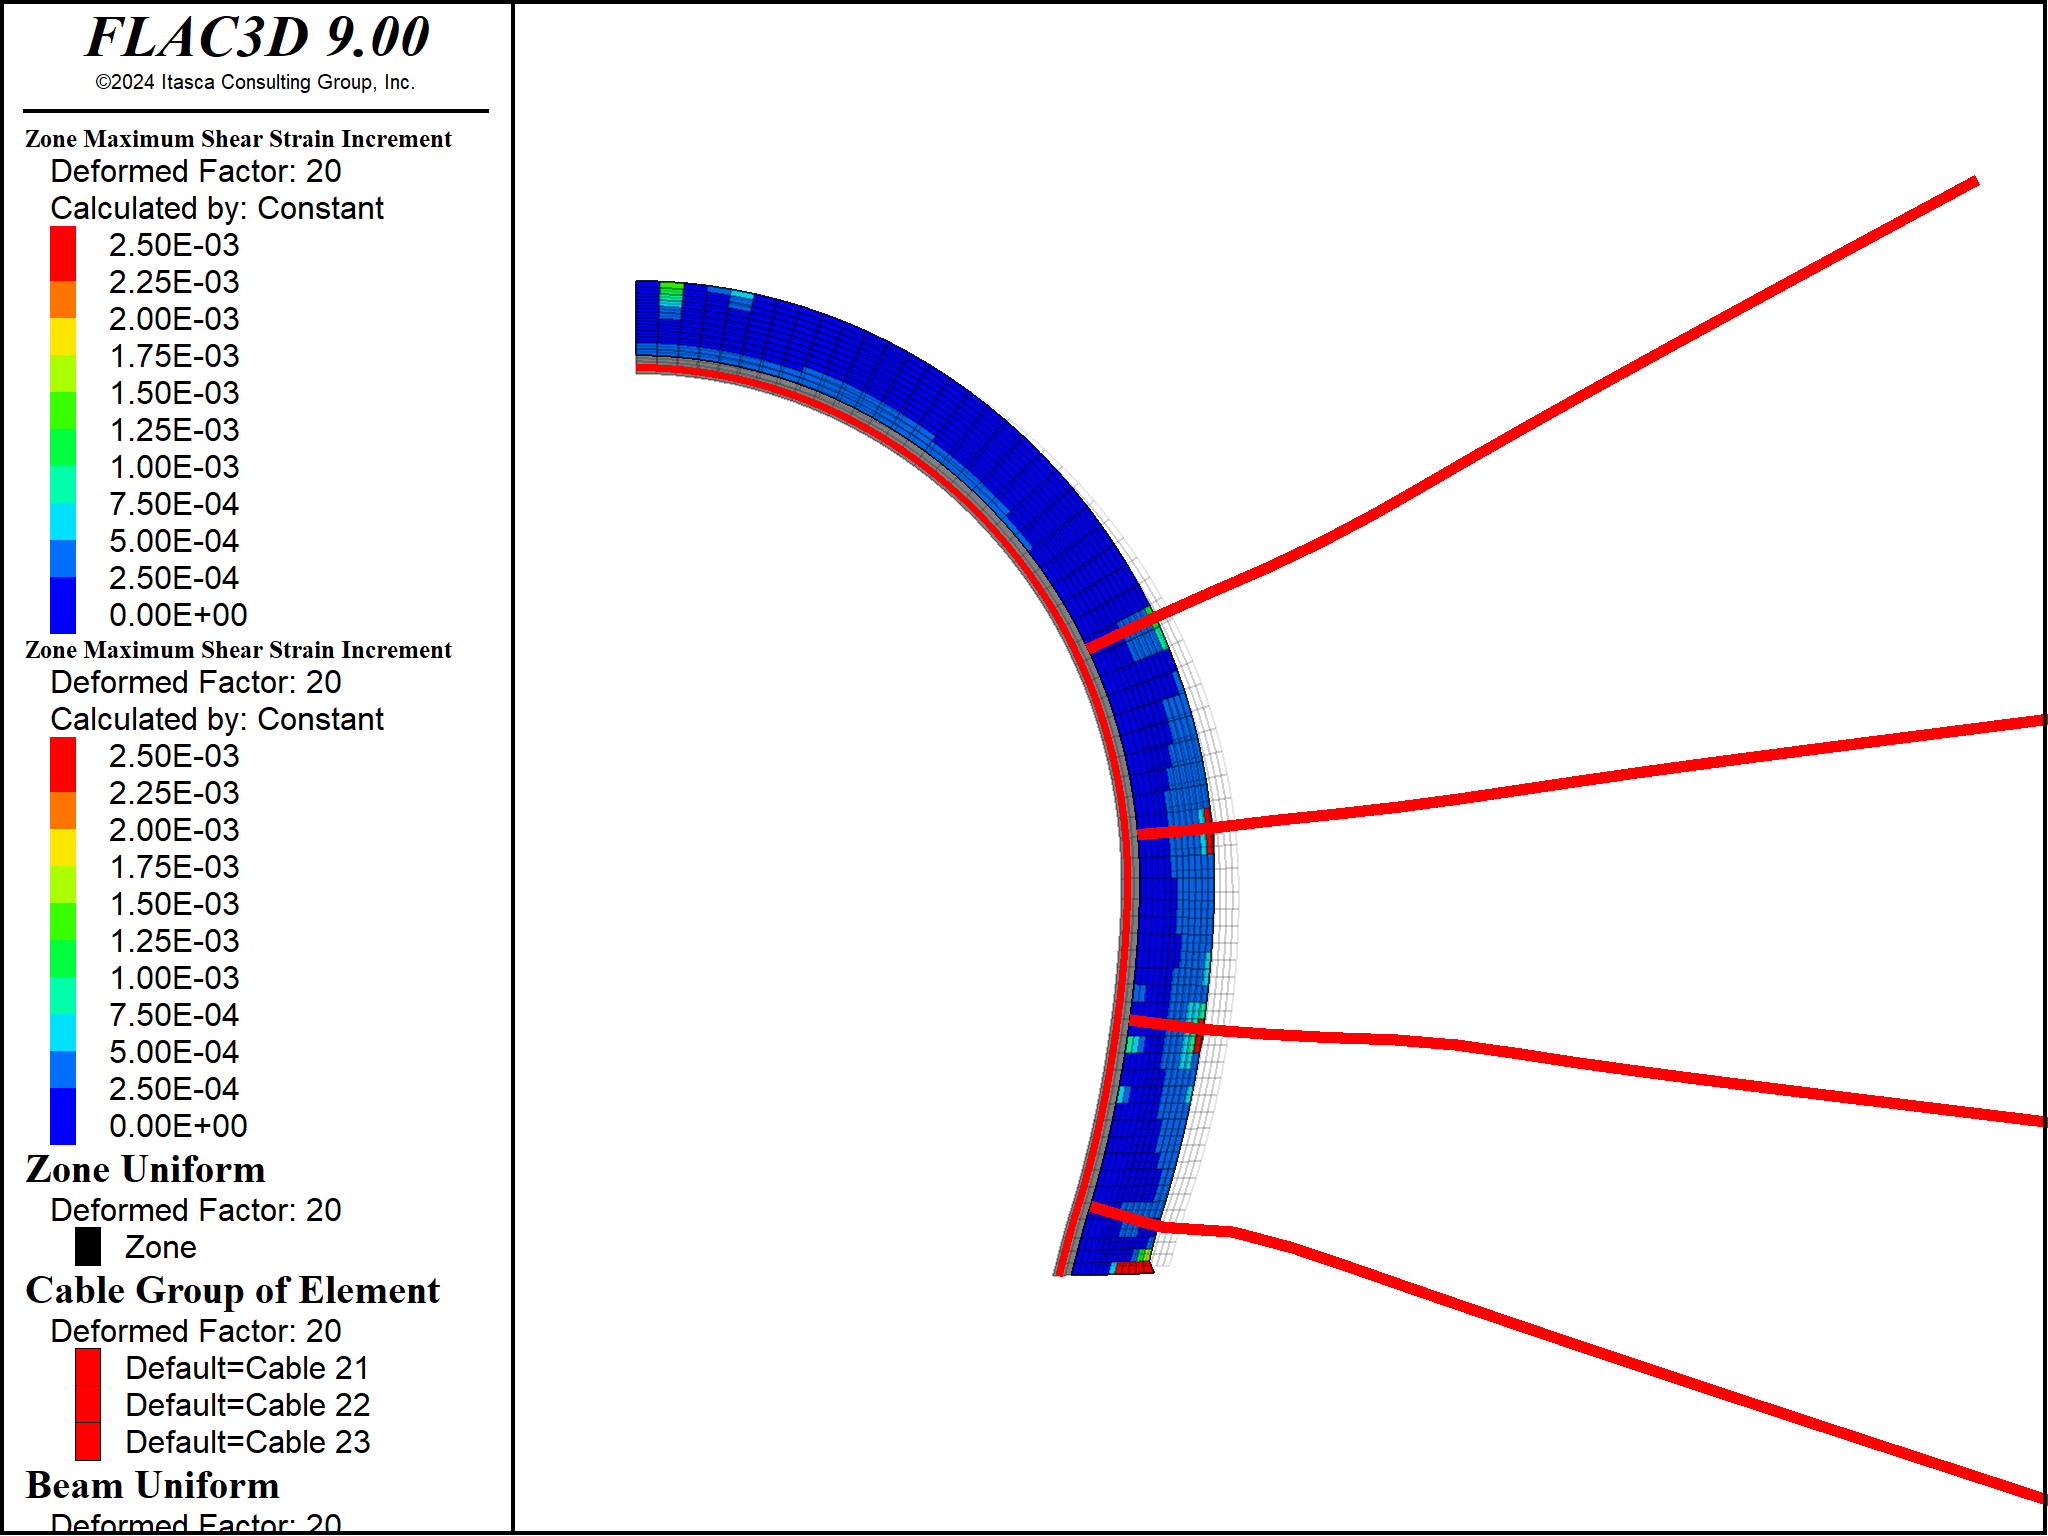 FLAC3D 9.00
©2024 Itasca Consulting Group, Inc.
Zone Maximum Shear Strain Increment
Deformed Factor: 20
Calculated by: Constant
2.50E-03
2.25E-03
2.00E-03
1.75E-03
1.50E-03
1.25E-03
1.00E-03
7.50E-04
5.00E-04
2.50E-04
0.00E+00
Zone Maximum Shear Strain Increment
Deformed Factor: 20
Calculated by: Constant
2.50E-03
2.25E-03
2.00E-03
1.75E-03
1.50E-03
1.25E-03
1.00E-03
7.50E-04
5.00E-04
2.50E-04
0.00E+00
Zone Uniform
Deformed Factor: 20
Zone
Cable Group of Element
Deformed Factor: 20
Default=Cable 21
Default=Cable 22
Default=Cable 23
Beam Uniform
Deformed Factor: 20